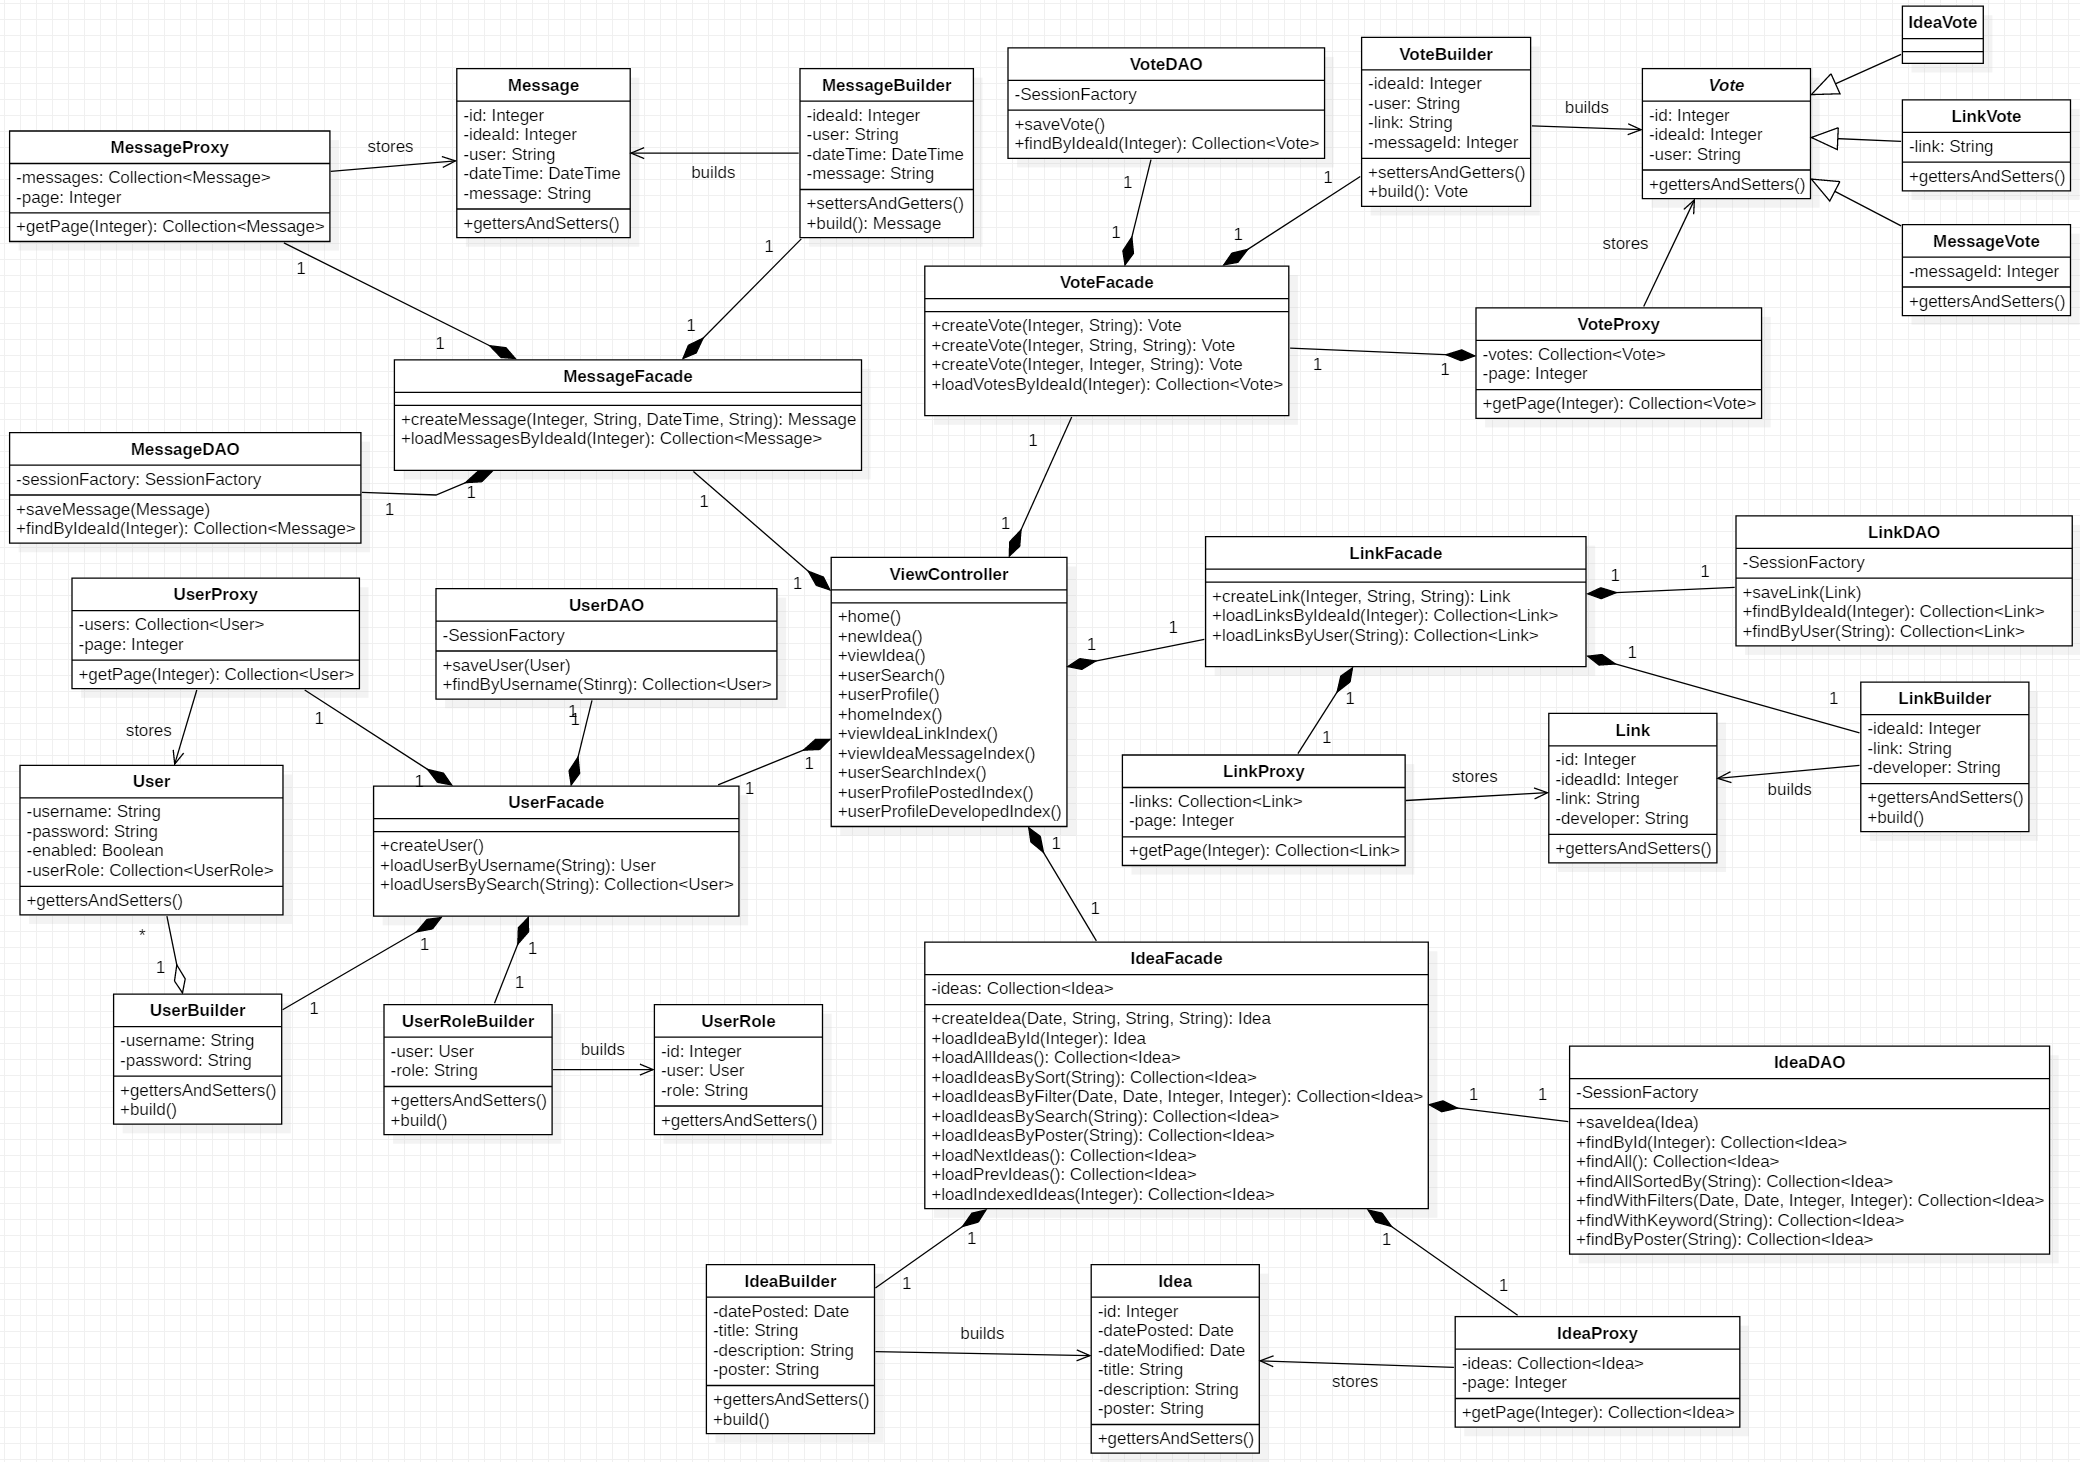 IdeaVote
Message
-id: Integer
-ideaId: Integer
-user: String
-dateTime: DateTime
-message: String
+gettersAndSetters()
MessageBuilder
-ideaId: Integer
-user: String
-dateTime: DateTime
-message: String
+settersAndGetters()
+build(): Message
VoteDAO
-SessionFactory
+saveVote()
+findByIdeaId(Integer): Collection<Vote>
VoteBuilder
-ideaId: Integer
-user: String
-link: String
-messageId: Integer
+settersAndGetters()
+build(): Vote
builds
Vote
-id: Integer
-ideaId: Integer
-user: String
+gettersAndSetters()
LinkVote
-link: String
+gettersAndSetters()
MessageVote
-messageId: Integer
+gettersAndSetters()
MessageProxy
-messages: Collection<Message>
-page: Integer
+getPage(Integer): Collection<Message>
stores
builds
stores
1
1
1
1
1
1
1
1
VoteFacade
+createVote(Integer, String): Vote
+createVote(Integer, String, String): Vote
+createVote(Integer, Integer, String): Vote
+loadVotesByIdeaId(Integer): Collection<Vote>
1
1
VoteProxy
-votes: Collection<Vote>
-page: Integer
+getPage(Integer): Collection<Vote>
MessageFacade
+createMessage(Integer, String, DateTime, String): Message
+loadMessagesByIdeaId(Integer): Collection<Message>
MessageDAO
-sessionFactory: SessionFactory
+saveMessage(Message)
+findByIdeaId(Integer): Collection<Message>
1
1
1
1
1
1
UserProxy
-users: Collection<User>
-page: Integer
+getPage(Integer): Collection<User>
UserDAO
-SessionFactory
+saveUser(User)
+findByUsername(Stinrg): Collection<User>
ViewController
+home()
+newIdea()
+viewIdea()
+userSearch()
+userProfile()
+homeIndex()
+viewIdeaLinkIndex()
+viewIdeaMessageIndex()
+userSearchIndex()
+userProfilePostedIndex()
+userProfileDevelopedIndex()
LinkFacade
+createLink(Integer, String, String): Link
+loadLinksByIdeaId(Integer): Collection<Link>
+loadLinksByUser(String): Collection<Link>
1
1
LinkDAO
-SessionFactory
+saveLink(Link)
+findByIdeaId(Integer): Collection<Link>
+findByUser(String): Collection<Link>
1
1
1
1
1
1
LinkBuilder
-ideaId: Integer
-link: String
-developer: String
+gettersAndSetters()
+build()
LinkProxy
-links: Collection<Link>
-page: Integer
+getPage(Integer): Collection<Link>
stores
Link
-id: Integer
-ideadId: Integer
-link: String
-developer: String
+gettersAndSetters()
builds
stores
1
1
1
1
1
1
User
-username: String
-password: String
-enabled: Boolean
-userRole: Collection<UserRole>
+gettersAndSetters()
UserFacade
+createUser()
+loadUserByUsername(String): User
+loadUsersBySearch(String): Collection<User>
1
1
*
1
1
1
1
1
UserBuilder
-username: String
-password: String
+gettersAndSetters()
+build()
UserRoleBuilder
-user: User
-role: String
+gettersAndSetters()
+build()
builds
UserRole
-id: Integer
-user: User
-role: String
+gettersAndSetters()
IdeaFacade
-ideas: Collection<Idea>
+createIdea(Date, String, String, String): Idea
+loadIdeaById(Integer): Idea
+loadAllIdeas(): Collection<Idea>
+loadIdeasBySort(String): Collection<Idea>
+loadIdeasByFilter(Date, Date, Integer, Integer): Collection<Idea>
+loadIdeasBySearch(String): Collection<Idea>
+loadIdeasByPoster(String): Collection<Idea>
+loadNextIdeas(): Collection<Idea>
+loadPrevIdeas(): Collection<Idea>
+loadIndexedIdeas(Integer): Collection<Idea>
1
1
IdeaDAO
-SessionFactory
+saveIdea(Idea)
+findById(Integer): Collection<Idea>
+findAll(): Collection<Idea>
+findAllSortedBy(String): Collection<Idea>
+findWithFilters(Date, Date, Integer, Integer): Collection<Idea>
+findWithKeyword(String): Collection<Idea>
+findByPoster(String): Collection<Idea>
1
1
1
1
IdeaBuilder
-datePosted: Date
-title: String
-description: String
-poster: String
+gettersAndSetters()
+build()
builds
Idea
-id: Integer
-datePosted: Date
-dateModified: Date
-title: String
-description: String
-poster: String
+gettersAndSetters()
stores
IdeaProxy
-ideas: Collection<Idea>
-page: Integer
+getPage(Integer): Collection<Idea>